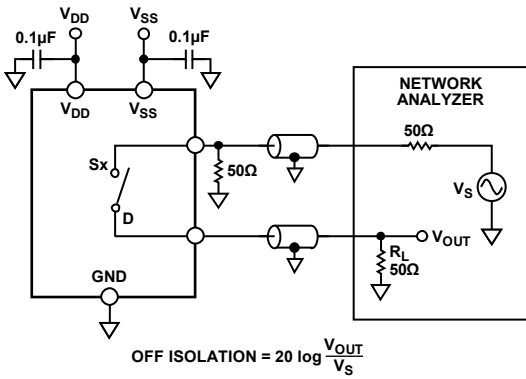 VDD
VSS
0.1µF
0.1µF
VDD
VSS
NETWORK
ANALYZER
50Ω
Sx
50Ω
VS
D
VOUT
RL
50Ω
GND
OFF ISOLATION = 20 log VOUT/VS